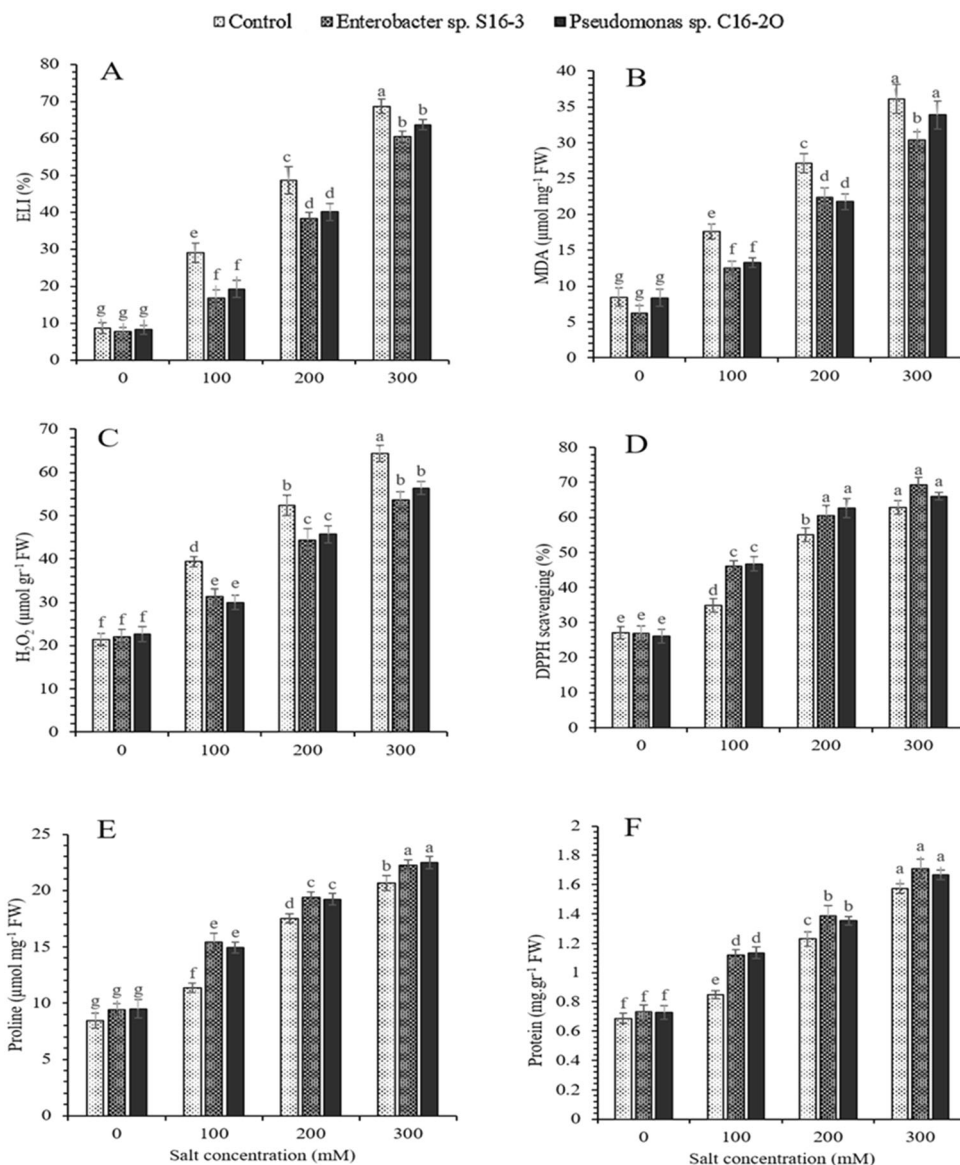 Control Enterobacter sp. S16-3 Pseudomonas sp. C16-2O
A
ELI (%)
80
70
60
50
40
30
20
10
0
g g g
e f f
c d d
a b b
0 100 200 300
B
MDA (µmol mg⁻¹ FW)
40
35
30
25
20
15
10
5
0
g g g
e f f
c d d
a b a
0 100 200 300
C
H₂O₂ (µmol gr⁻¹ FW)
70
60
50
40
30
20
10
0
f f f
d e e
b c c
a b b
0 100 200 300
D
DPPH scavenging (%)
80
70
60
50
40
30
20
10
0
e e e
d c c
b a a
a a a
0 100 200 300
E
Proline (µmol mg⁻¹ FW)
25
20
15
10
5
0
g g g
f e e
d c c
b a a
0 100 200 300
Salt concentration (mM)
F
Protein (mg.gr⁻¹ FW)
2
1.8
1.6
1.4
1.2
1
0.8
0.6
0.4
0.2
0
f f f
e d d
c b b
a a a
0 100 200 300
Salt concentration (mM)